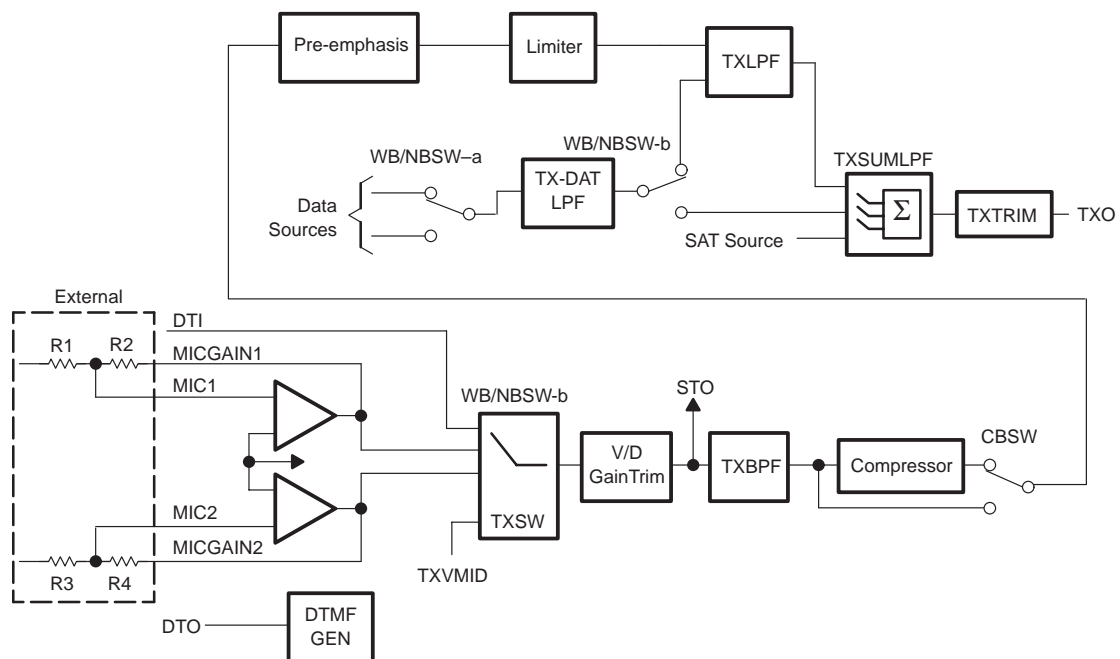 Pre-emphasis
Limiter
TXLPF
WB/NBSW–a
WB/NBSW-b
TXSUMLPF
Data
Sources
TX-DAT
LPF
Σ
TXTRIM
TXO
SAT Source
External
DTI
R1
R2
MICGAIN1
MIC1
WB/NBSW-b
STO
CBSW
V/D
GainTrim
TXBPF
Compressor
MIC2
TXSW
MICGAIN2
R3
R4
TXVMID
DTO
DTMF
GEN